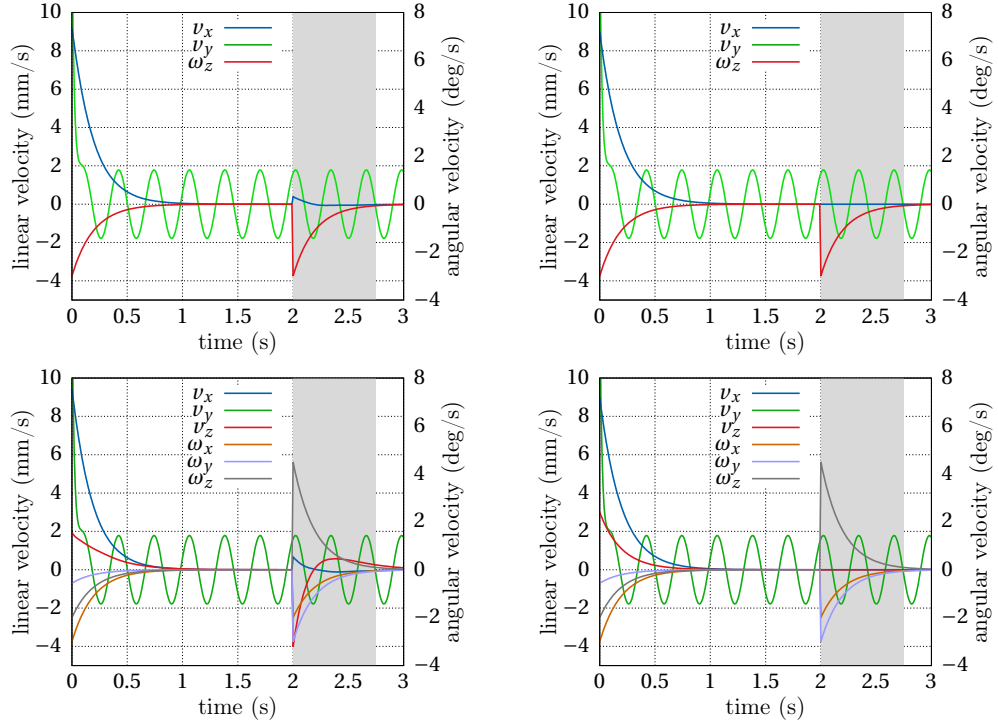 10
8
6
4
2
0
−2
−4
linear velocity (mm/s)
0 0.5 1 1.5 2 2.5 3
time (s)
8
6
4
2
0
−2
−4
angular velocity (deg/s)
v_x
v_y
ω_z
10
8
6
4
2
0
−2
−4
linear velocity (mm/s)
0 0.5 1 1.5 2 2.5 3
time (s)
8
6
4
2
0
−2
−4
angular velocity (deg/s)
v_x
v_y
ω_z
10
8
6
4
2
0
−2
−4
linear velocity (mm/s)
0 0.5 1 1.5 2 2.5 3
time (s)
8
6
4
2
0
−2
−4
angular velocity (deg/s)
v_x
v_y
v_z
ω_x
ω_y
ω_z
10
8
6
4
2
0
−2
−4
linear velocity (mm/s)
0 0.5 1 1.5 2 2.5 3
time (s)
8
6
4
2
0
−2
−4
angular velocity (deg/s)
v_x
v_y
v_z
ω_x
ω_y
ω_z